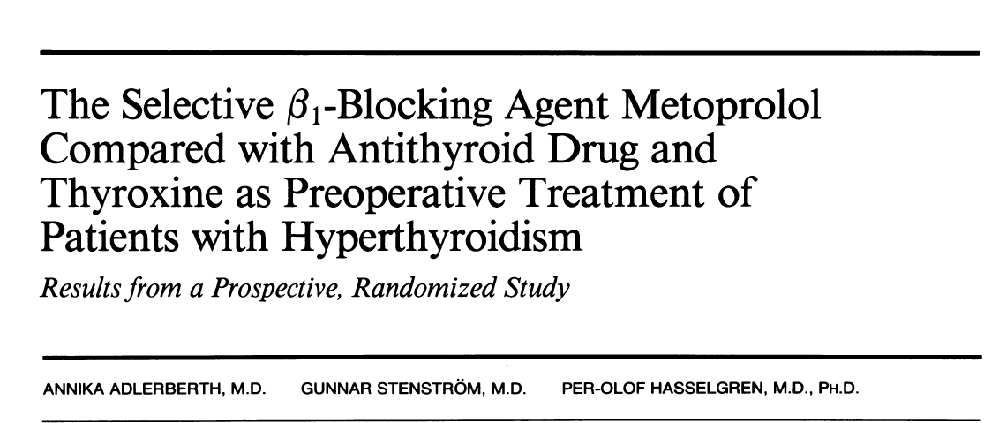 The Selective β₁-Blocking Agent Metoprolol
Compared with Antithyroid Drug and
Thyroxine as Preoperative Treatment of
Patients with Hyperthyroidism
Results from a Prospective, Randomized Study
ANNIKA ADLERBERTH, M.D. GUNNAR STENSTRÖM, M.D. PER-OLOF HASSELGREN, M.D., PH.D.